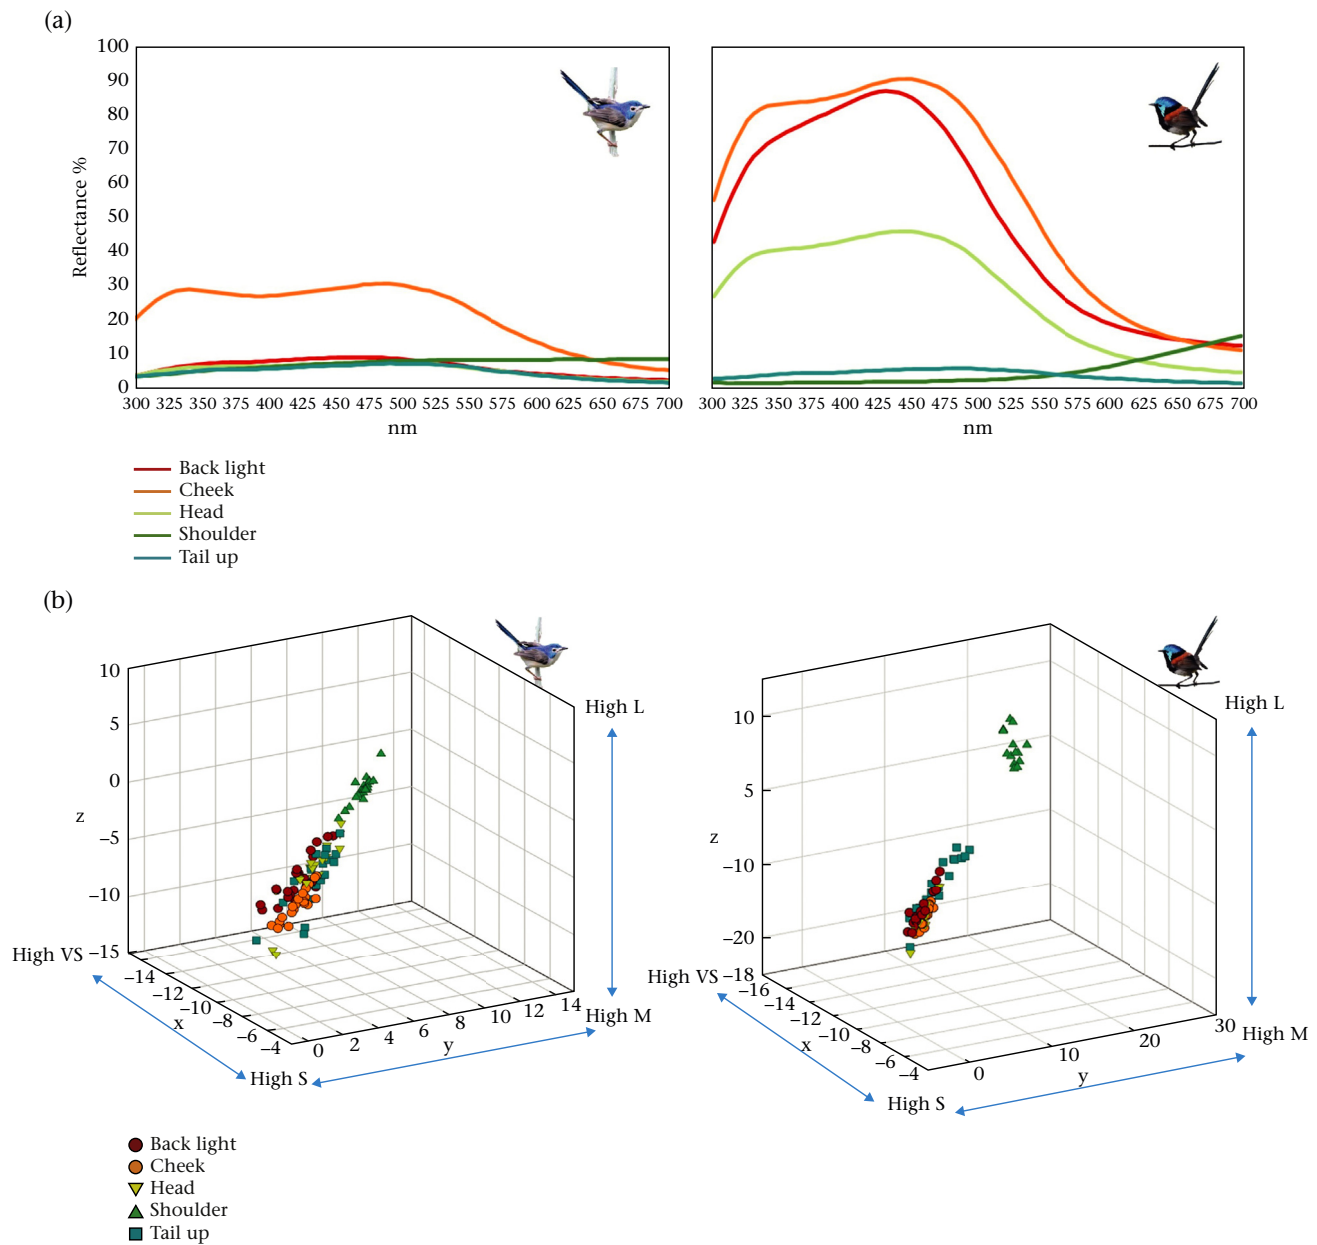 (a)
100
90
80
70
60
50
40
30
20
10
0
Reflectance %
300 325 350 375 400 425 450 475 500 525 550 575 600 625 650 675 700
nm
300 325 350 375 400 425 450 475 500 525 550 575 600 625 650 675 700
nm
Back light
Cheek
Head
Shoulder
Tail up
(b)
10
5
0
–5
–10
–15
z
High VS
–14
–12
–10
–8
–6
–4
x
High S
0 2 4 6 8 10 12 14
y
High L
High M
10
5
–10
–20
–18
z
High VS
–16
–14
–12
–10
–8
–6
–4
x
High S
0 10 20 30
y
High L
High M
Back light
Cheek
Head
Shoulder
Tail up